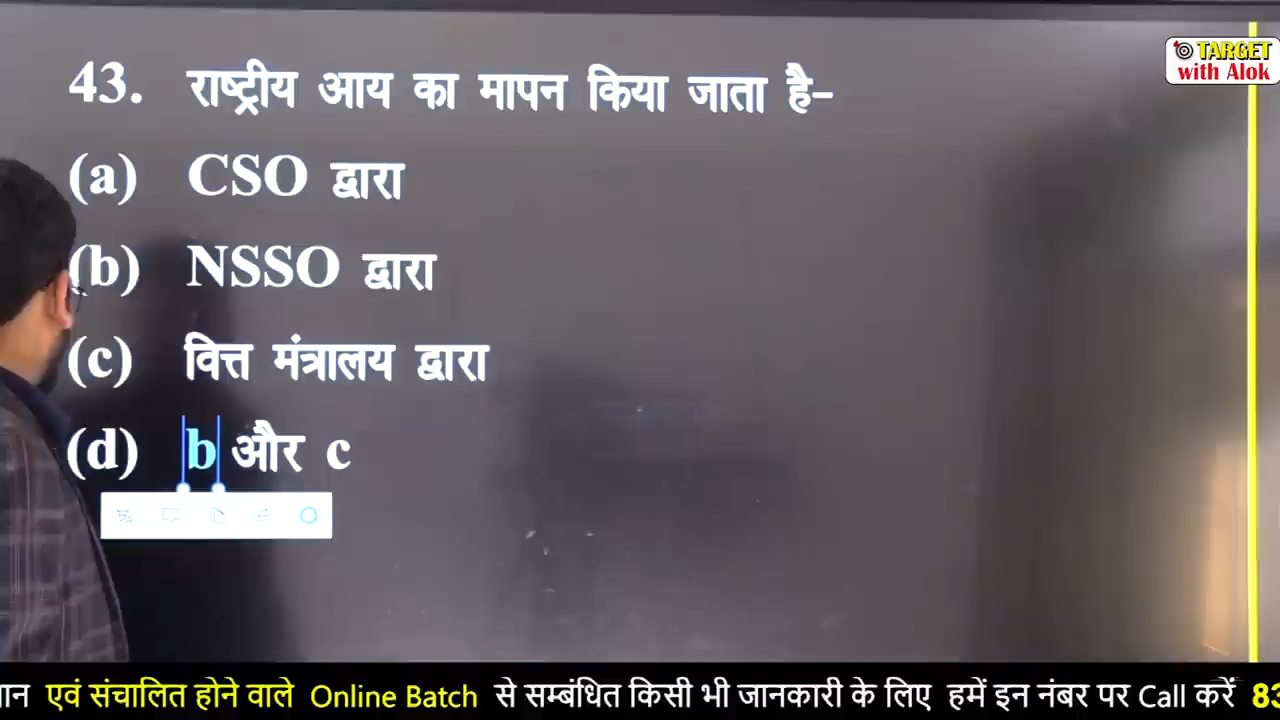 TARGET
with Alok
43. राष्ट्रीय आय का मापन किया जाता है-
(a) CSO द्वारा
(b) NSSO द्वारा
(c) वित्त मंत्रालय द्वारा
(d) b और c
एवं संचालित होने वाले Online Batch से सम्बंधित किसी भी जानकारी के लिए हमें इन नंबर पर Call करें